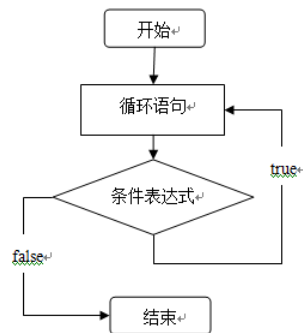 开始
循环语句
true
条件表达式
false
结束